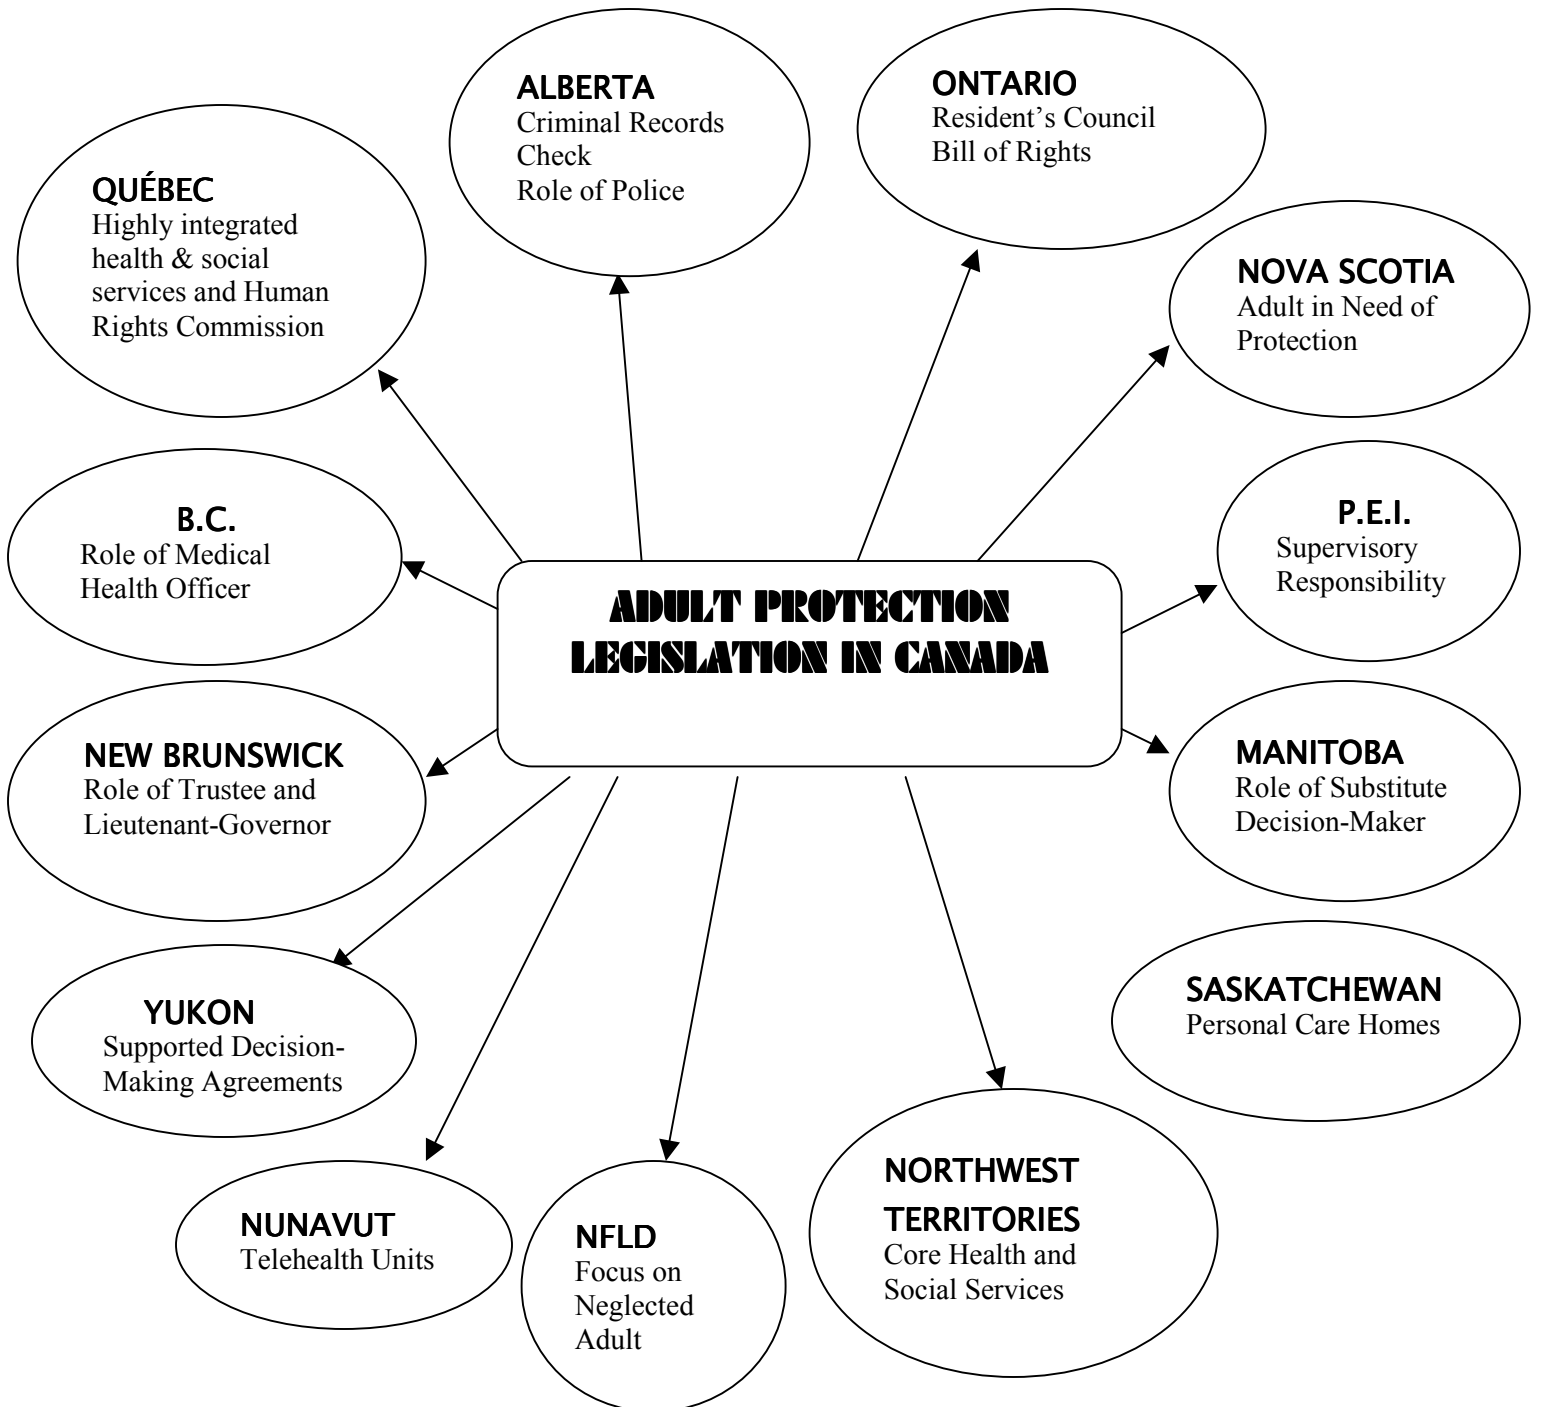 ALBERTA
Criminal Records
Check
Role of Police
ONTARIO
Resident’s Council
Bill of Rights
QUÉBEC
Highly integrated
health & social
services and Human
Rights Commission
NOVA SCOTIA
Adult in Need of
Protection
B.C.
Role of Medical
Health Officer
P.E.I.
Supervisory
Responsibility
ADULT PROTECTION
LEGISLATION IN CANADA
NEW BRUNSWICK
Role of Trustee and
Lieutenant-Governor
MANITOBA
Role of Substitute
Decision-Maker
YUKON
Supported Decision-
Making Agreements
SASKATCHEWAN
Personal Care Homes
NUNAVUT
Telehealth Units
NFLD
Focus on
Neglected
Adult
NORTHWEST
TERRITORIES
Core Health and
Social Services